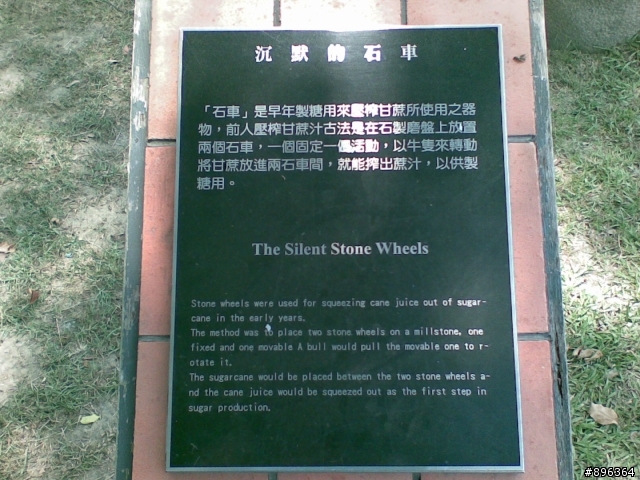 沉默的石車
「石車」是早年製糖用來壓榨甘蔗所使用之器
物，前人壓榨甘蔗汁古法是在石製磨盤上放置
兩個石車，一個固定一個活動，以牛隻來轉動
將甘蔗放進兩石車間，就能搾出蔗汁，以供製
糖用。
The Silent Stone Wheels
Stone wheels were used for squeezing cane juice out of sugar-
cane in the early years.
The method was to place two stone wheels on a millstone, one
fixed and one movable A bull would pull the movable one to r-
otate it.
The sugarcane would be placed between the two stone wheels a-
nd the cane juice would be squeezed out as the first step in
sugar production.
#896364